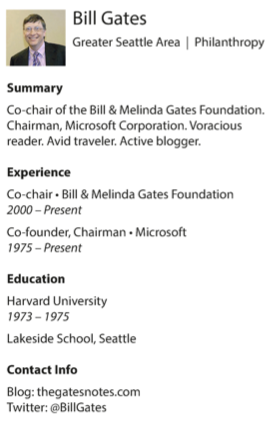 Bill Gates
Greater Seattle Area | Philanthropy
Summary
Co-chair of the Bill & Melinda Gates Foundation.
Chairman, Microsoft Corporation. Voracious
reader. Avid traveler. Active blogger.
Experience
Co-chair • Bill & Melinda Gates Foundation
2000 – Present
Co-founder, Chairman • Microsoft
1975 – Present
Education
Harvard University
1973 – 1975
Lakeside School, Seattle
Contact Info
Blog: thegatesnotes.com
Twitter: @BillGates